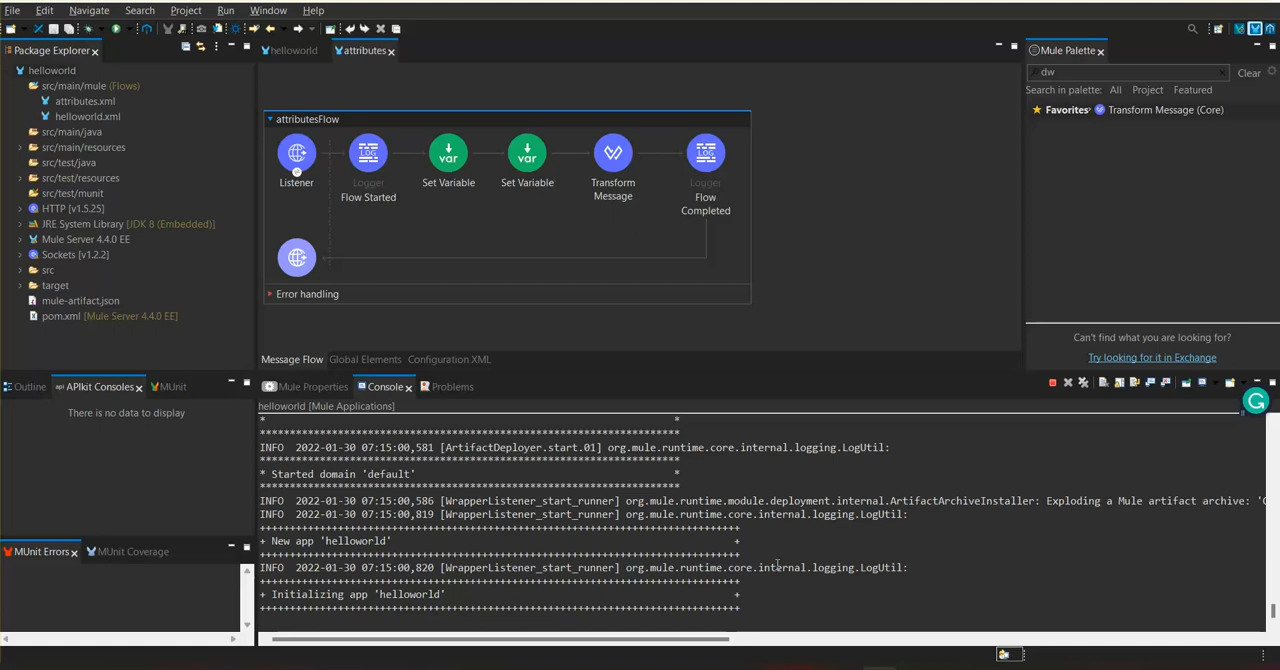 File Edit Navigate Search Project Run Window Help
Package Explorer
helloworld attributes
Mule Palette
dw Clear
Search in palette: All Project Featured
Favorites Transform Message (Core)
helloworld
src/main/mule (Flows)
attributes.xml
helloworld.xml
src/main/java
src/main/resources
src/test/java
src/test/resources
src/test/munit
HTTP [v1.5.25]
JRE System Library [JDK 8 (Embedded)]
Mule Server 4.4.0 EE
Sockets [v1.2.2]
src
target
mule-artifact.json
pom.xml [Mule Server 4.4.0 EE]
attributesFlow
LOG var var LOG
Listener Logger Set Variable Set Variable Transform Message Logger
Flow Started Flow Completed
Error handling
Message Flow Global Elements Configuration XML
Can't find what you are looking for?
Try looking for it in Exchange
Outline api APIkit Consoles MUnit
There is no data to display
MUnit Errors MUnit Coverage
Mule Properties Console Problems
helloworld [Mule Applications]
* *
**********************************************************************
INFO 2022-01-30 07:15:00,581 [ArtifactDeployer.start.01] org.mule.runtime.core.internal.logging.LogUtil:
**********************************************************************
* Started domain 'default' *
**********************************************************************
INFO 2022-01-30 07:15:00,586 [WrapperListener_start_runner] org.mule.runtime.module.deployment.internal.ArtifactArchiveInstaller: Exploding a Mule artifact archive: 'C
INFO 2022-01-30 07:15:00,819 [WrapperListener_start_runner] org.mule.runtime.core.internal.logging.LogUtil:
++++++++++++++++++++++++++++++++++++++++++++++++++++++++++++++++++++++++++++++++
+ New app 'helloworld' +
++++++++++++++++++++++++++++++++++++++++++++++++++++++++++++++++++++++++++++++++
INFO 2022-01-30 07:15:00,820 [WrapperListener_start_runner] org.mule.runtime.core.internal.logging.LogUtil:
++++++++++++++++++++++++++++++++++++++++++++++++++++++++++++++++++++++++++++++++
+ Initializing app 'helloworld' +
++++++++++++++++++++++++++++++++++++++++++++++++++++++++++++++++++++++++++++++++